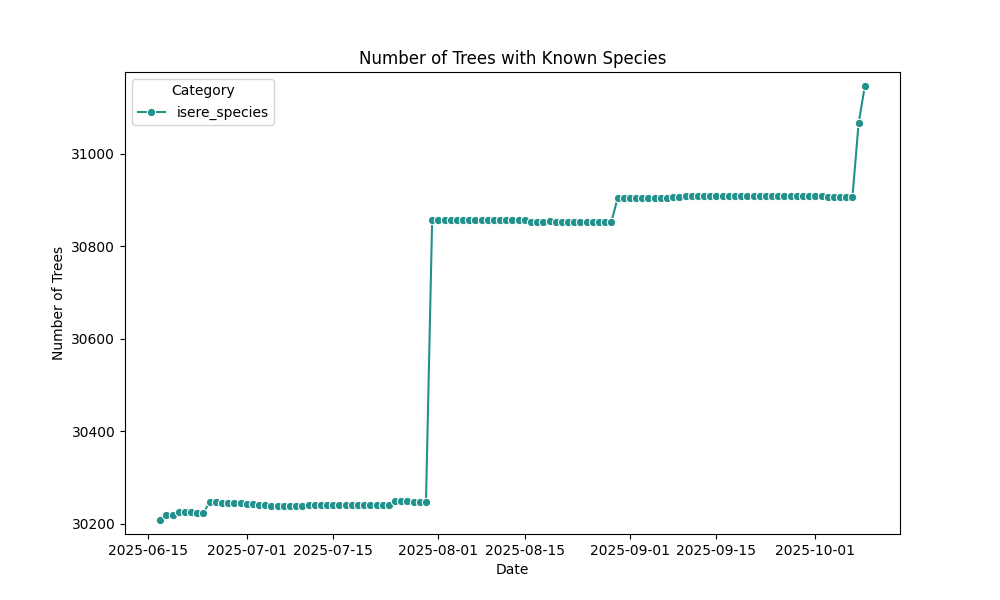 Number of Trees with Known Species
Category
isere_species
Number of Trees
31000
30800
30600
30400
30200
2025-06-15 2025-07-01 2025-07-15 2025-08-01 2025-08-15 2025-09-01 2025-09-15 2025-10-01
Date